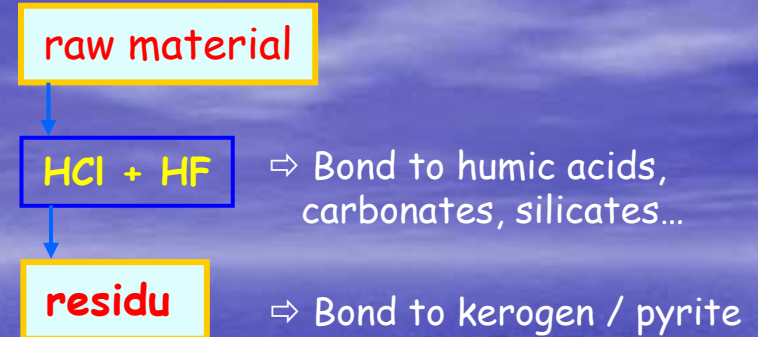 raw material
HCl + HF
⇨ Bond to humic acids,
carbonates, silicates…
residu
⇨ Bond to kerogen / pyrite